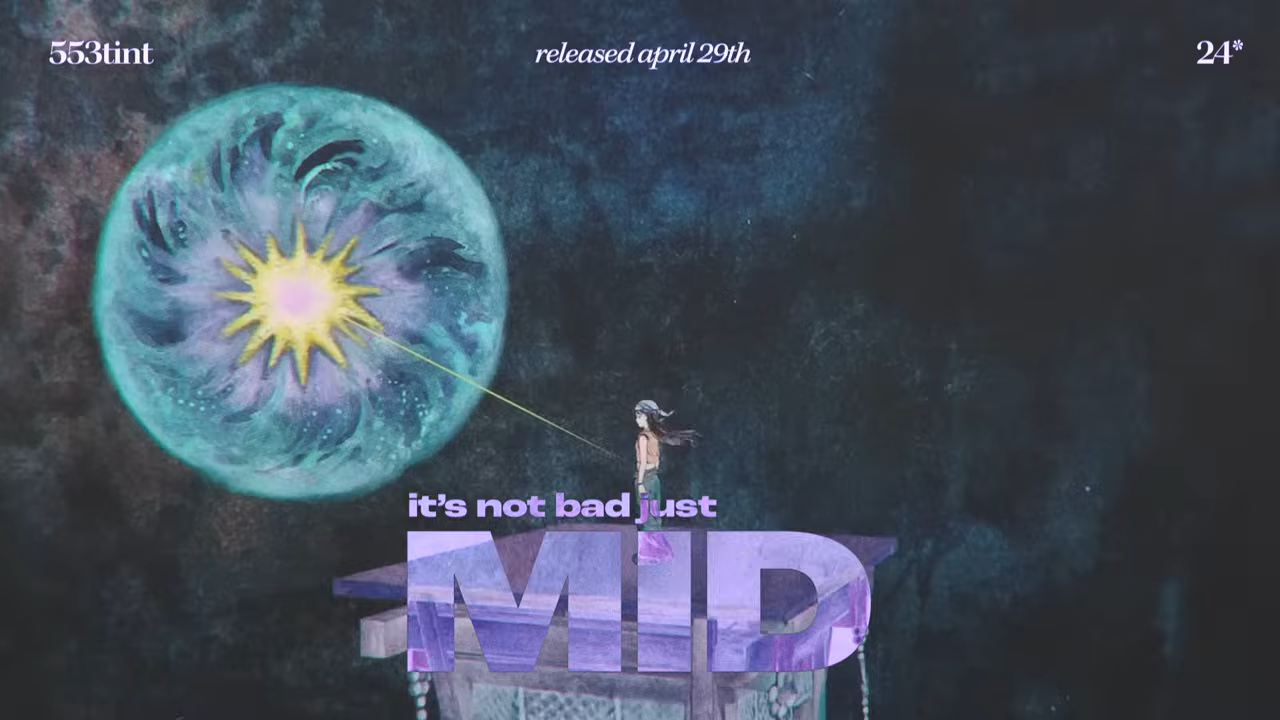 553tint
released april 29th
24*
it's not bad just
MID